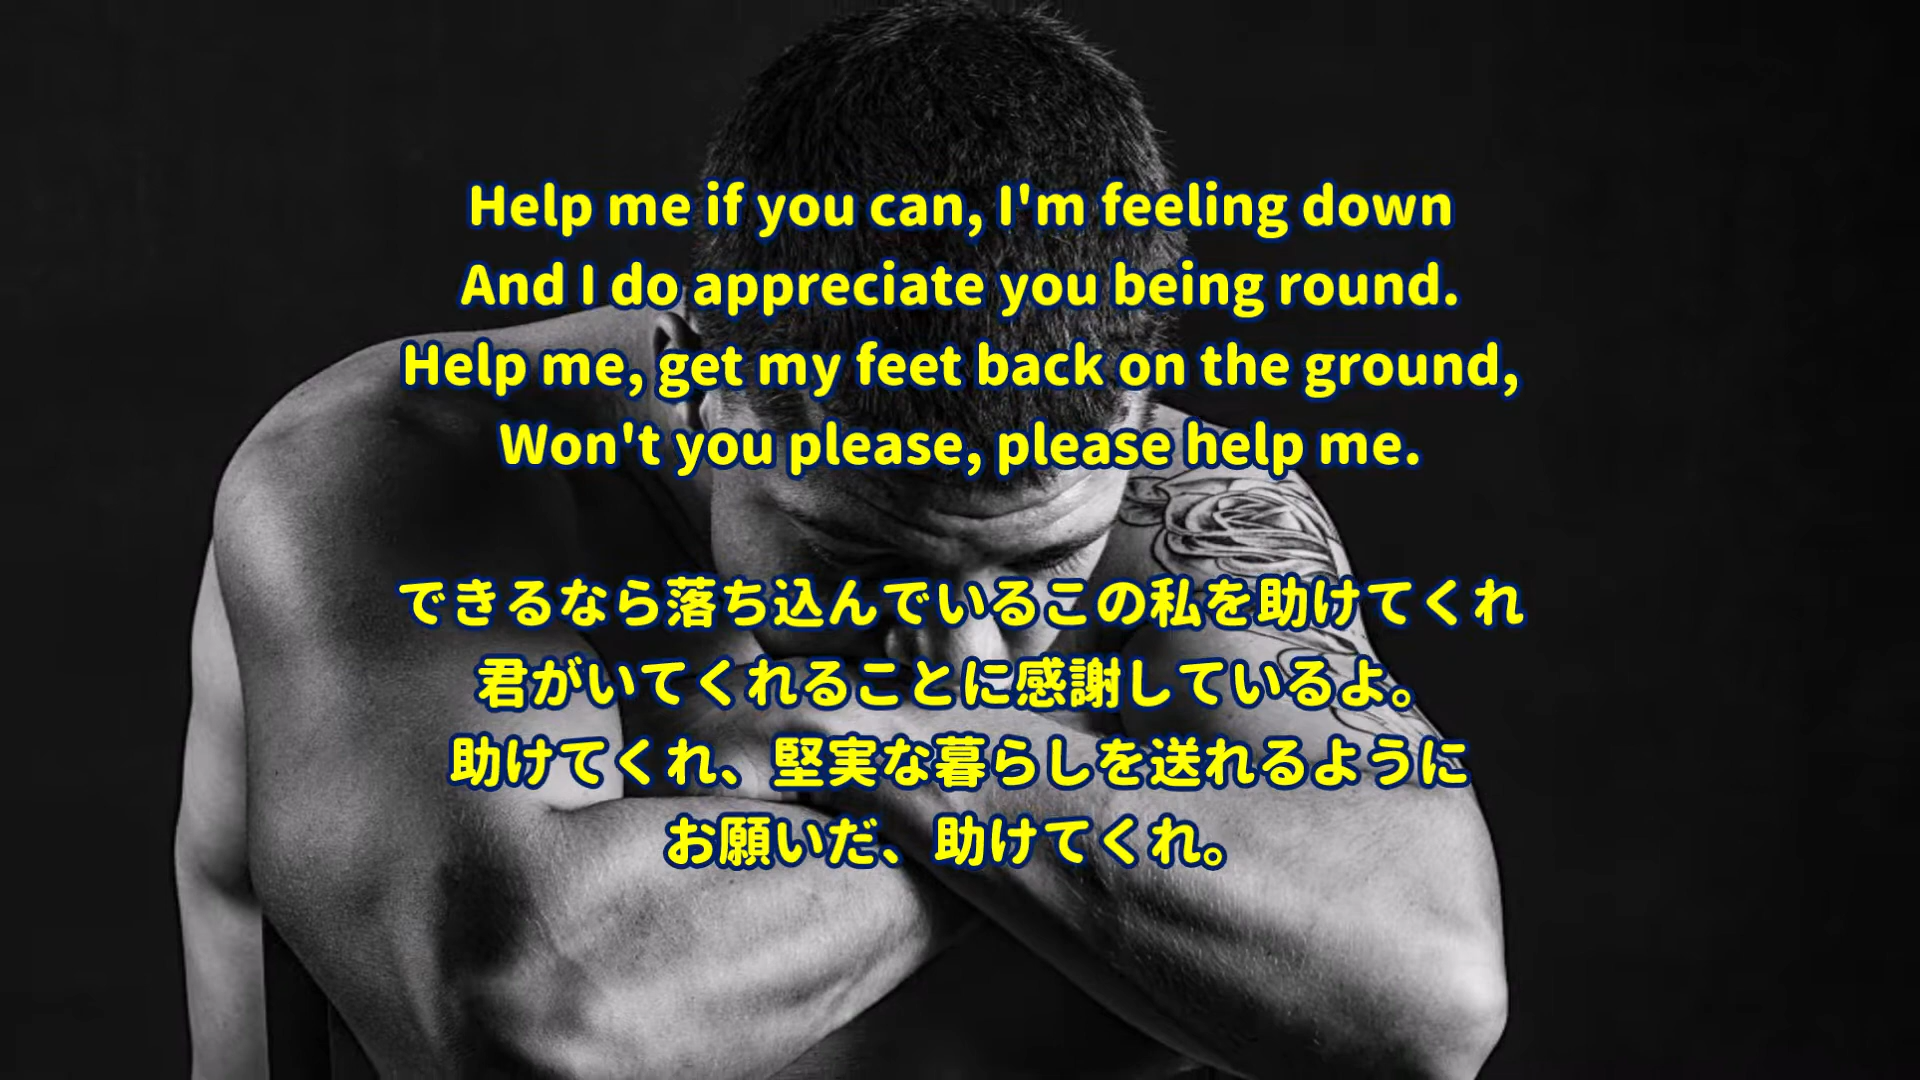 Help me if you can, I'm feeling down
And I do appreciate you being round.
Help me, get my feet back on the ground,
Won't you please, please help me.
できるなら落ち込んでいるこの私を助けてくれ
君がいてくれることに感謝しているよ。
助けてくれ、堅実な暮らしを送れるように
お願いだ、助けてくれ。